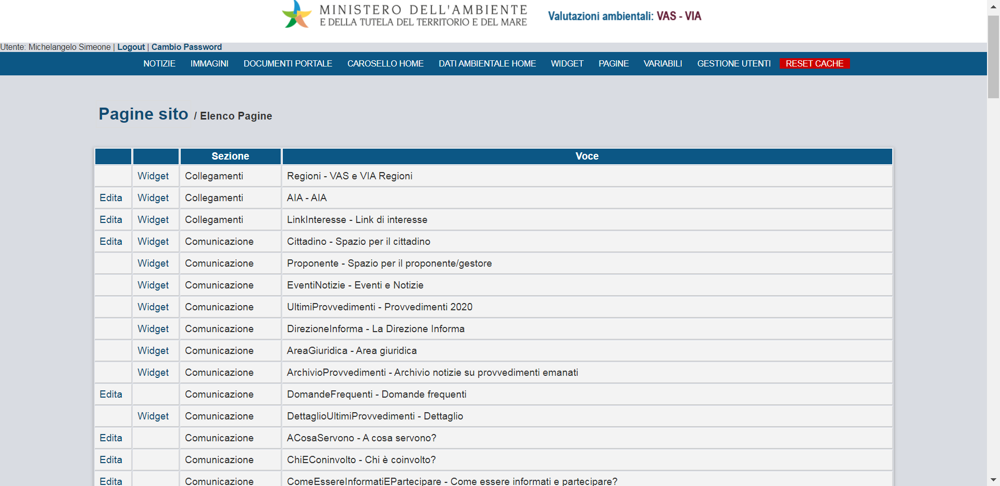 MINISTERO DELL'AMBIENTE
E DELLA TUTELA DEL TERRITORIO E DEL MARE
Valutazioni ambientali: VAS - VIA
Utente: Michelangelo Simeone | Logout | Cambio Password
NOTIZIE IMMAGINI DOCUMENTI PORTALE CAROSELLO HOME DATI AMBIENTALE HOME WIDGET PAGINE VARIABILI GESTIONE UTENTI RESET CACHE
Pagine sito / Elenco Pagine
Sezione Voce
Widget Collegamenti Regioni - VAS e VIA Regioni
Edita Widget Collegamenti AIA - AIA
Edita Widget Collegamenti LinkInteresse - Link di interesse
Edita Widget Comunicazione Cittadino - Spazio per il cittadino
Widget Comunicazione Proponente - Spazio per il proponente/gestore
Widget Comunicazione EventiNotizie - Eventi e Notizie
Widget Comunicazione UltimiProvvedimenti - Provvedimenti 2020
Widget Comunicazione DirezioneInforma - La Direzione Informa
Widget Comunicazione AreaGiuridica - Area giuridica
Widget Comunicazione ArchivioProvvedimenti - Archivio notizie su provvedimenti emanati
Edita Comunicazione DomandeFrequenti - Domande frequenti
Widget Comunicazione DettaglioUltimiProvvedimenti - Dettaglio
Edita Comunicazione ACosaServono - A cosa servono?
Edita Comunicazione ChiEConinvolto - Chi è coinvolto?
Edita Comunicazione ComeEssereInformatiEPartecipare - Come essere informati e partecipare?